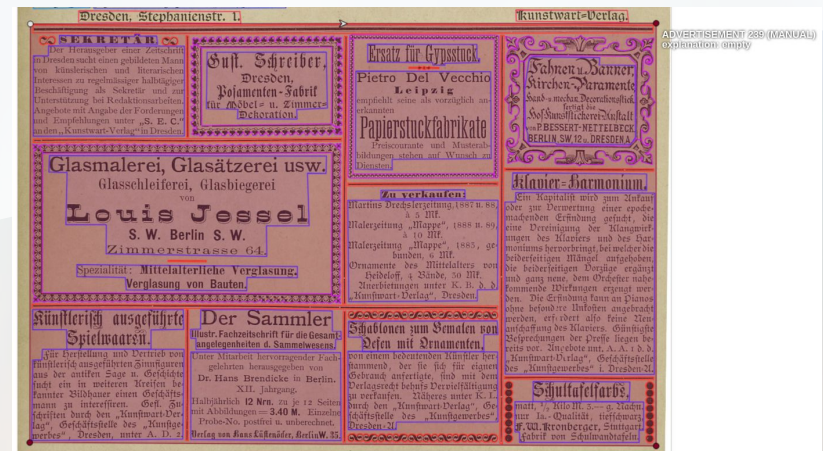 Dresden, Stephanienstr. 1.
Kunstwart=Verlag.
ADVERTISEMENT 239 (MANUAL)
explanation: empty
SEKRETÄR.
Der Herausgeber einer Zeitschrift
in Dresden sucht einen gebildeten Mann
von künstlerischen und literarischen
Interessen zu regelmässiger halbtägiger
Beschäftigung als Sekretär und zur
Unterstützung bei Redaktionsarbeiten.
Angebote mit Angabe der Forderungen
und Empfehlungen unter „S. E. C."
an den „Kunstwart-Verlag" in Dresden.
Gust. Schreiber,
Dresden,
Posamenten-Fabrik
für Möbel= u. Zimmer=
Dekoration.
Ersatz für Gypsstuck.
Pietro Del Vecchio
Leipzig
empfiehlt seine als vorzüglich an-
erkannten
Papierstuckfabrikate
Preiscourante und Musterab-
bildungen stehen auf Wunsch zu
Diensten.
Fahnen u. Banner,
Kirchen-Paramente
Hand- u. mechan. Decorationsstick.
fertigt die
Hof Kunststickerei-Anstalt
von P. BESSERT-NETTELBECK,
BERLIN, SW. 12 u. DRESDEN A.
Glasmalerei, Glasätzerei usw.
Glasschleiferei, Glasbiegerei
von
Louis Jessel
S. W. Berlin S. W.
Zimmerstrasse 64.
Spezialität: Mittelalterliche Verglasung,
Verglasung von Bauten.
Zu verkaufen:
Martins Drechslerzeitung, 1887 u. 88,
à 5 Mk.
Malerzeitung „Mappe", 1888 u. 89,
à 10 Mk.
Malerzeitung „Mappe", 1885, ge-
bunden, 6 Mk.
Ornamente des Mittelalters von
Heideloff, 4 Bände, 50 Mk.
Anerbietungen unter K. B. d. d.
„Kunstwart-Verlag", Dresden.
Klavier=Harmonium.
Ein Kapitalist wird zum Ankauf
oder zur Verwertung einer epoche-
machenden Erfindung gesucht, die
eine Vereinigung der Klangwirk-
ungen des Klaviers und des Har-
moniums hervorbringt, bei welcher die
beiderseitigen Mängel aufgehoben,
die beiderseitigen Vorzüge ergänzt
und ganz neue, dem Orchester nahe-
kommende Wirkungen erzeugt wer-
den. Die Erfindung kann an Pianos
ohne besondre Unkosten angebracht
werden, erfordert also keine Neu-
anschaffung des Klaviers. Günstigste
Besprechungen der Presse liegen be-
reits vor. Angebote unt. A. A. i. d. d.
„Kunstwart-Verlag", Geschäftsstelle
des „Kunstgewerbes" i. Dresden-A.
Künstlerisch ausgeführte
Spielwaaren.
Für Herstellung und Vertrieb von
künstlerisch ausgeführten Zinnfiguren
aus der antiken Sage u. Geschichte
sucht ein in weiteren Kreisen be-
kannter Bildhauer einen Geschäfts-
mann zu interessiren. Gefl. Zu-
schriften durch den „Kunstwart-Ver-
lag", Geschäftsstelle des „Kunstge-
werbes", Dresden, unter A. D. 2.
Der Sammler
Illustr. Fachzeitschrift für die Gesamt-
angelegenheiten d. Sammelwesens.
Unter Mitarbeit hervorragender Fach-
gelehrten herausgegeben von
Dr. Hans Brendicke in Berlin.
XII. Jahrgang.
Halbjährlich 12 Nrn. zu je 12 Seiten
mit Abbildungen = 3.40 M. Einzelne
Probe-No. postfrei u. unberechnet.
Verlag von Hans Lüstenöder, Berlin W. 35.
Schablonen zum Bemalen von
Oefen mit Ornamenten,
von einem bedeutenden Künstler her-
stammend, der sie sich für eignen
Gebrauch anfertigte, sind mit dem
Verlagsrecht behufs Vervielfältigung
zu verkaufen. Näheres unter K. L.
durch den „Kunstwart-Verlag", Ge-
schäftsstelle des „Kunstgewerbes",
Dresden-A.
Schultafelfarbe,
matt, ½ Kilo M. 3.— g. Nachn.
nur Ia. Qualität, tiefschwarz.
F. W. Kronberger, Stuttgart,
Fabrik von Schulwandtafeln.